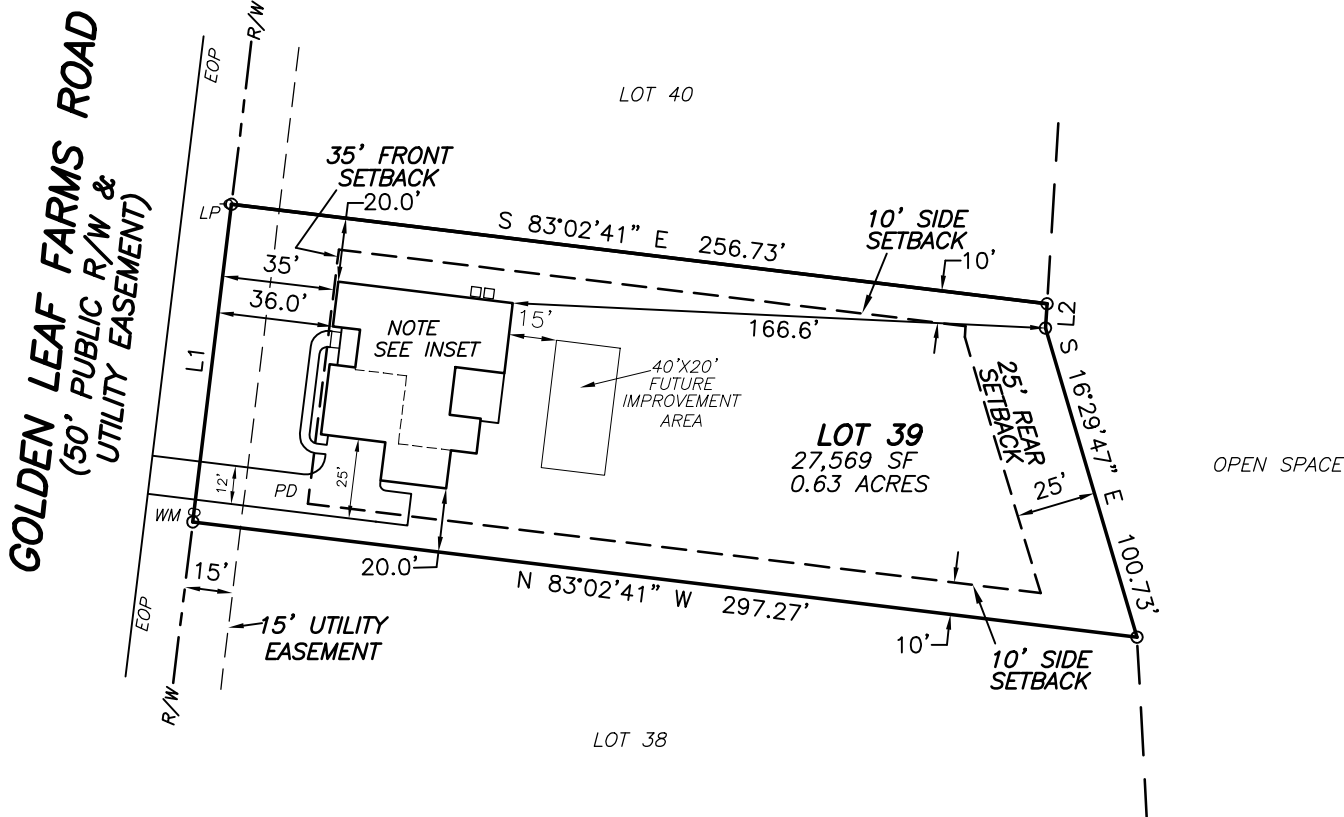 GOLDEN LEAF FARMS ROAD
(50' PUBLIC R/W &
UTILITY EASEMENT)
EOP
R/W
LOT 40
35' FRONT
SETBACK
20.0'
LP
S 83°02'41" E 256.73'
10' SIDE
SETBACK
10'
35'
36.0'
L1
NOTE
SEE INSET
15'
166.6'
L2
40'X20'
FUTURE
IMPROVEMENT
AREA
S 16°29'47" E 100.73'
25' REAR
SETBACK
25'
LOT 39
27,569 SF
0.63 ACRES
OPEN SPACE
12'
PD
25'
WM
20.0'
N 83°02'41" W 297.27'
15'
EOP
15' UTILITY
EASEMENT
10'
10' SIDE
SETBACK
R/W
LOT 38